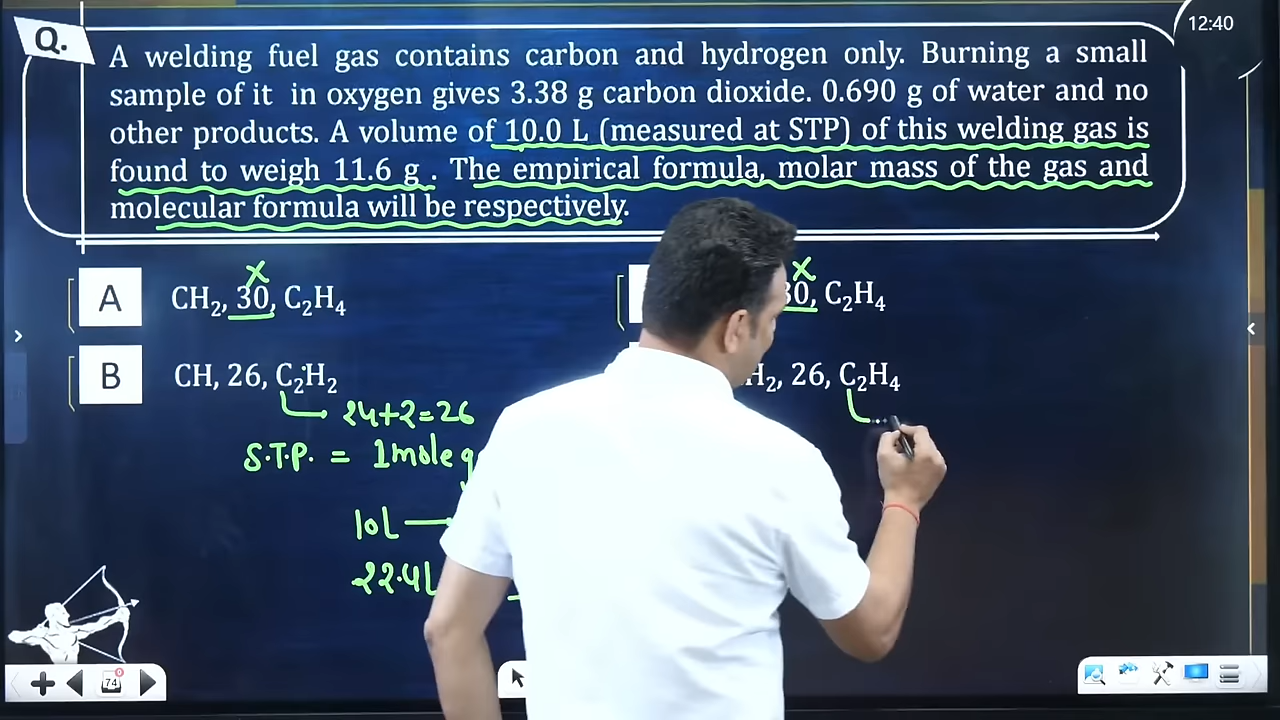 12:40
Q.
A welding fuel gas contains carbon and hydrogen only. Burning a small
sample of it in oxygen gives 3.38 g carbon dioxide. 0.690 g of water and no
other products. A volume of 10.0 L (measured at STP) of this welding gas is
found to weigh 11.6 g . The empirical formula, molar mass of the gas and
molecular formula will be respectively.
A CH₂, 30, C₂H₄
X
X
30, C₂H₄
B CH, 26, C₂H₂
H₂, 26, C₂H₄
24+2=26
S.T.P. = 1mole
10L
22.4L
74